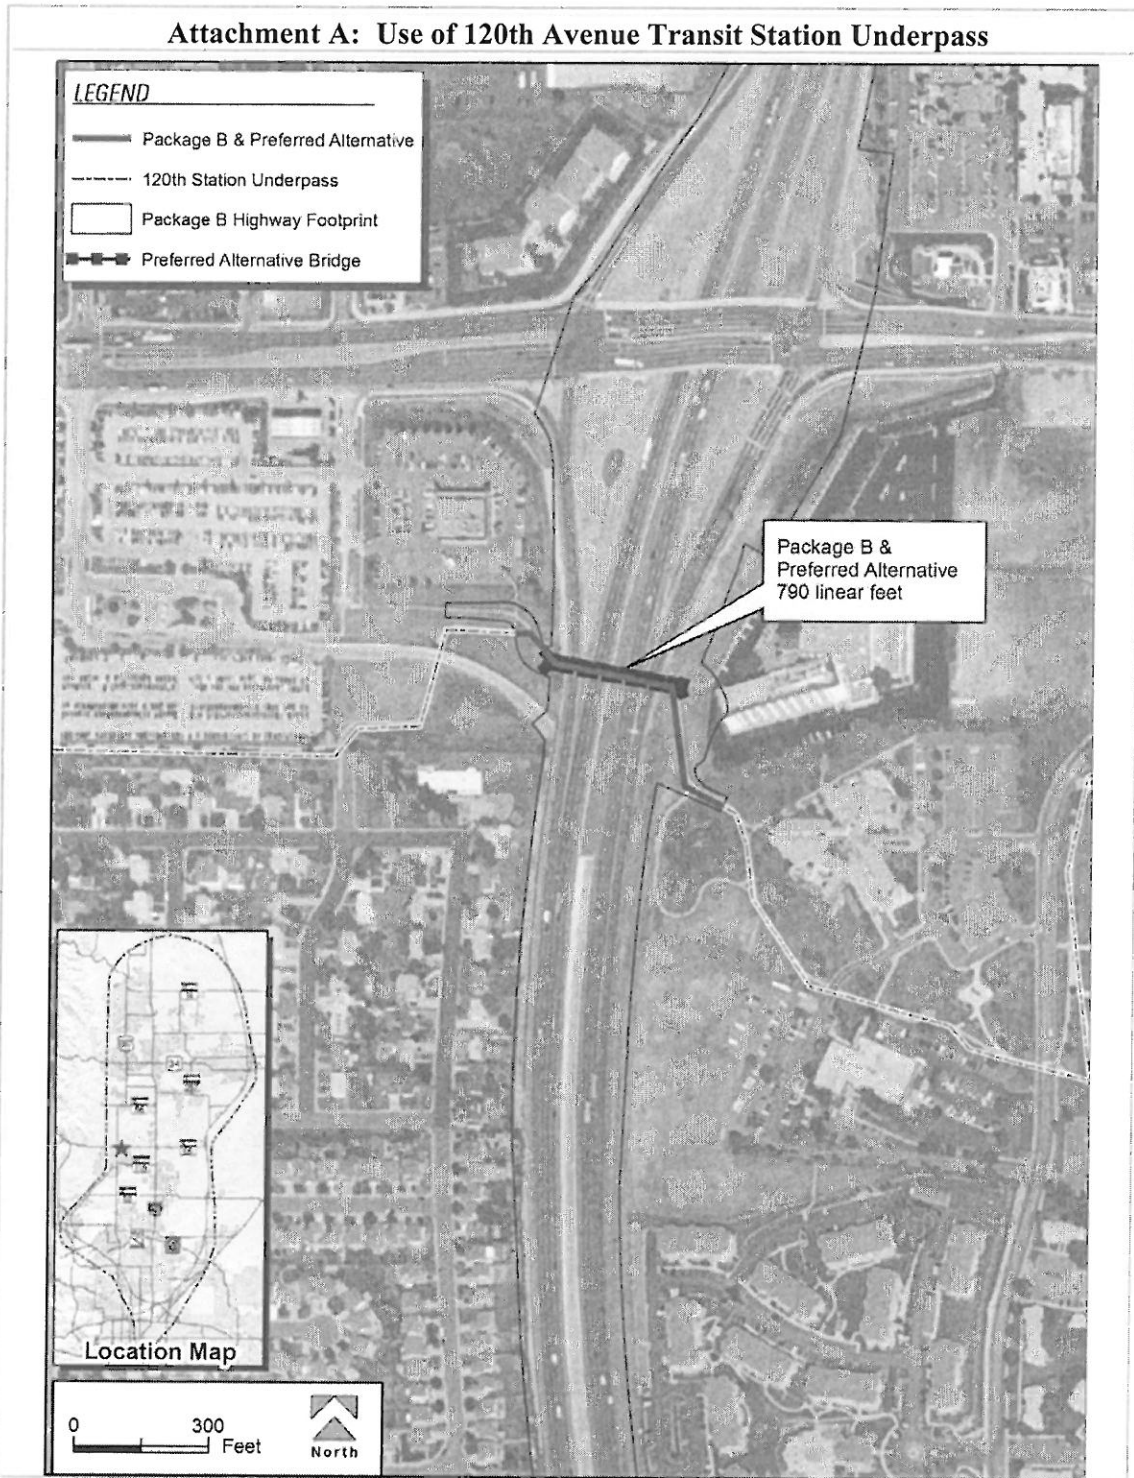 Attachment A: Use of 120th Avenue Transit Station Underpass
LEGEND
Package B & Preferred Alternative
120th Station Underpass
Package B Highway Footprint
Preferred Alternative Bridge
Package B &
Preferred Alternative
790 linear feet
Location Map
0 300
Feet
North